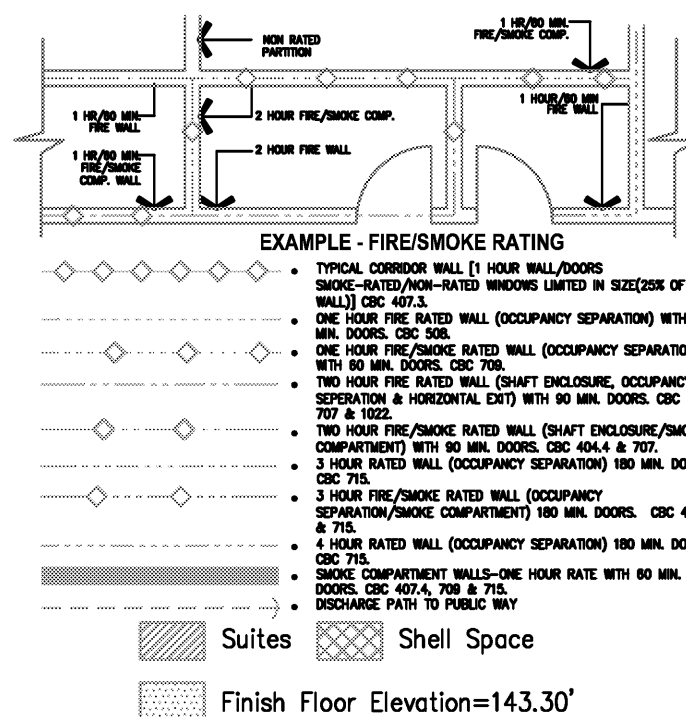 NON RATED
PARTITION
1 HR/60 MIN.
FIRE/SMOKE COMP.
1 HR/60 MIN.
FIRE WALL
2 HOUR FIRE/SMOKE COMP.
1 HOUR/60 MIN
FIRE WALL
1 HR/60 MIN.
FIRE/SMOKE
COMP. WALL
2 HOUR FIRE WALL
EXAMPLE - FIRE/SMOKE RATING
• TYPICAL CORRIDOR WALL [1 HOUR WALL/DOORS
SMOKE-RATED/NON-RATED WINDOWS LIMITED IN SIZE(25% OF
WALL)] CBC 407.3.
• ONE HOUR FIRE RATED WALL (OCCUPANCY SEPARATION) WITH
MIN. DOORS. CBC 508.
• ONE HOUR FIRE/SMOKE RATED WALL (OCCUPANCY SEPARATIO
WITH 60 MIN. DOORS. CBC 709.
• TWO HOUR FIRE RATED WALL (SHAFT ENCLOSURE, OCCUPANC
SEPERATION & HORIZONTAL EXIT) WITH 90 MIN. DOORS. CBC
707 & 1022.
• TWO HOUR FIRE/SMOKE RATED WALL (SHAFT ENCLOSURE/SMO
COMPARTMENT) WITH 90 MIN. DOORS. CBC 404.4 & 707.
• 3 HOUR RATED WALL (OCCUPANCY SEPARATION) 180 MIN. DO
CBC 715.
• 3 HOUR FIRE/SMOKE RATED WALL (OCCUPANCY
SEPARATION/SMOKE COMPARTMENT) 180 MIN. DOORS. CBC 4
& 715.
• 4 HOUR RATED WALL (OCCUPANCY SEPARATION) 180 MIN. DO
CBC 715.
• SMOKE COMPARTMENT WALLS-ONE HOUR RATE WITH 60 MIN.
DOORS. CBC 407.4, 709 & 715.
• DISCHARGE PATH TO PUBLIC WAY
Suites Shell Space
Finish Floor Elevation=143.30'